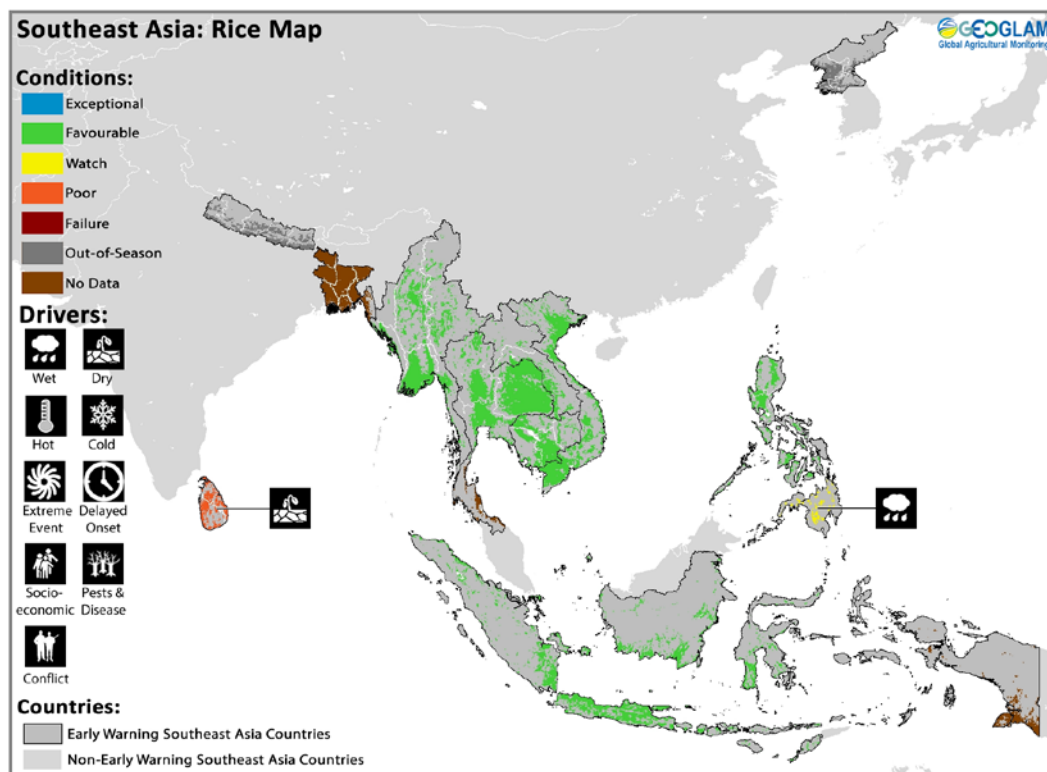 Southeast Asia: Rice Map
GEOGLAM
Global Agricultural Monitoring
Conditions:
Exceptional
Favourable
Watch
Poor
Failure
Out-of-Season
No Data
Drivers:
Wet
Dry
Hot
Cold
Extreme
Event
Delayed
Onset
Socio-
economic
Pests &
Disease
Conflict
Countries:
Early Warning Southeast Asia Countries
Non-Early Warning Southeast Asia Countries